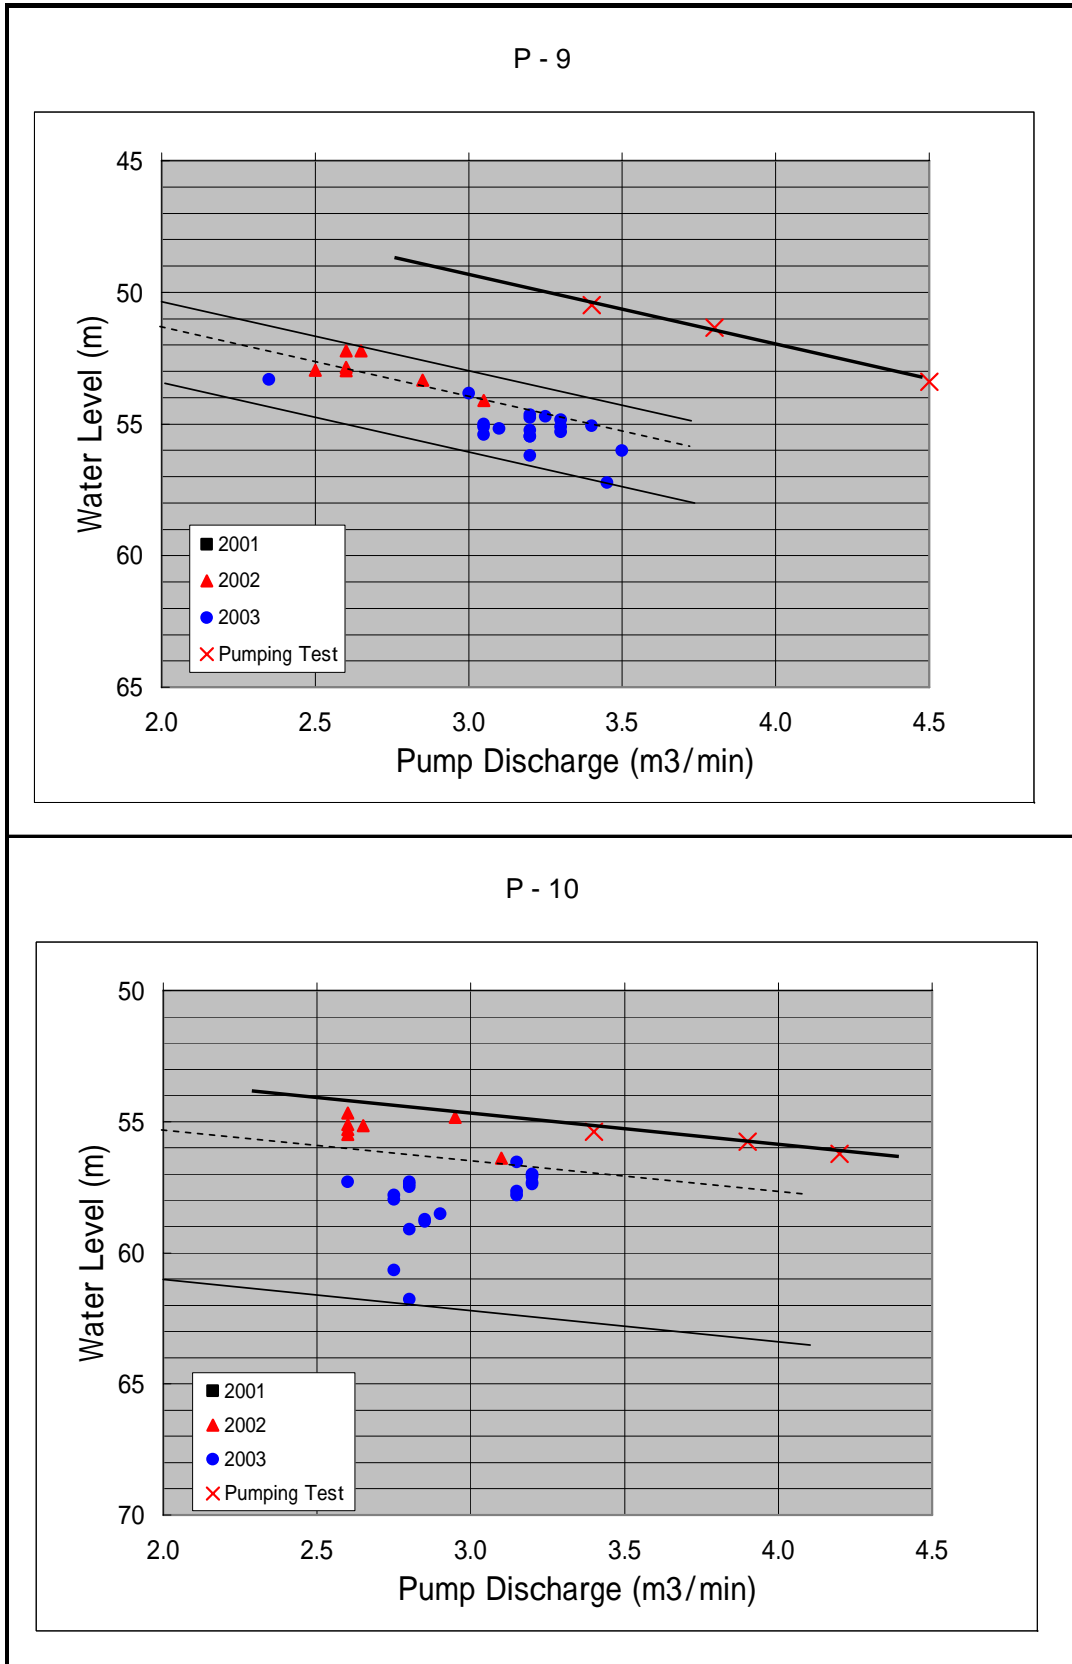 P - 9
45
50
55
60
65
Water Level (m)
2001
2002
2003
Pumping Test
2.0 2.5 3.0 3.5 4.0 4.5
Pump Discharge (m3/min)
P - 10
50
55
60
65
70
Water Level (m)
2001
2002
2003
Pumping Test
2.0 2.5 3.0 3.5 4.0 4.5
Pump Discharge (m3/min)